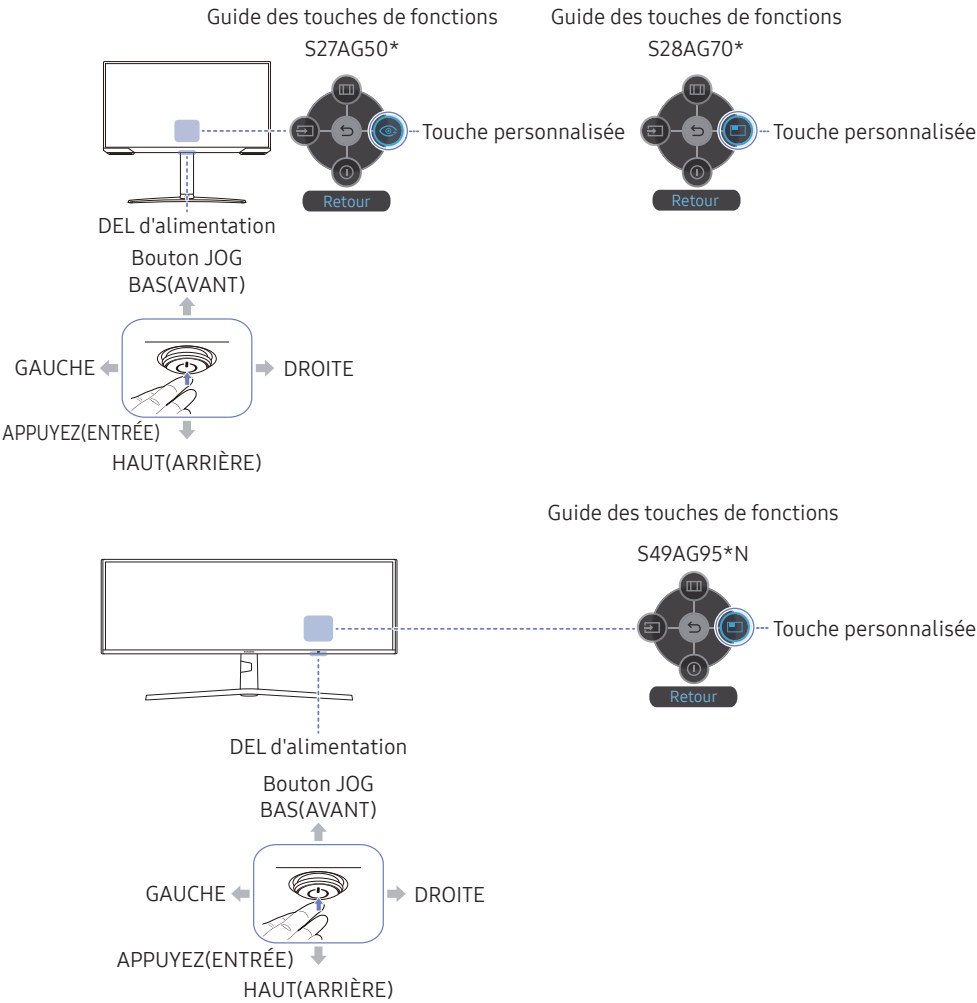 Guide des touches de fonctions
Guide des touches de fonctions
S27AG50*
S28AG70*
Touche personnalisée
Touche personnalisée
Retour
Retour
DEL d'alimentation
Bouton JOG
BAS(AVANT)
GAUCHE
DROITE
APPUYEZ(ENTRÉE)
HAUT(ARRIÈRE)
Guide des touches de fonctions
S49AG95*N
Touche personnalisée
Retour
DEL d'alimentation
Bouton JOG
BAS(AVANT)
GAUCHE
DROITE
APPUYEZ(ENTRÉE)
HAUT(ARRIÈRE)